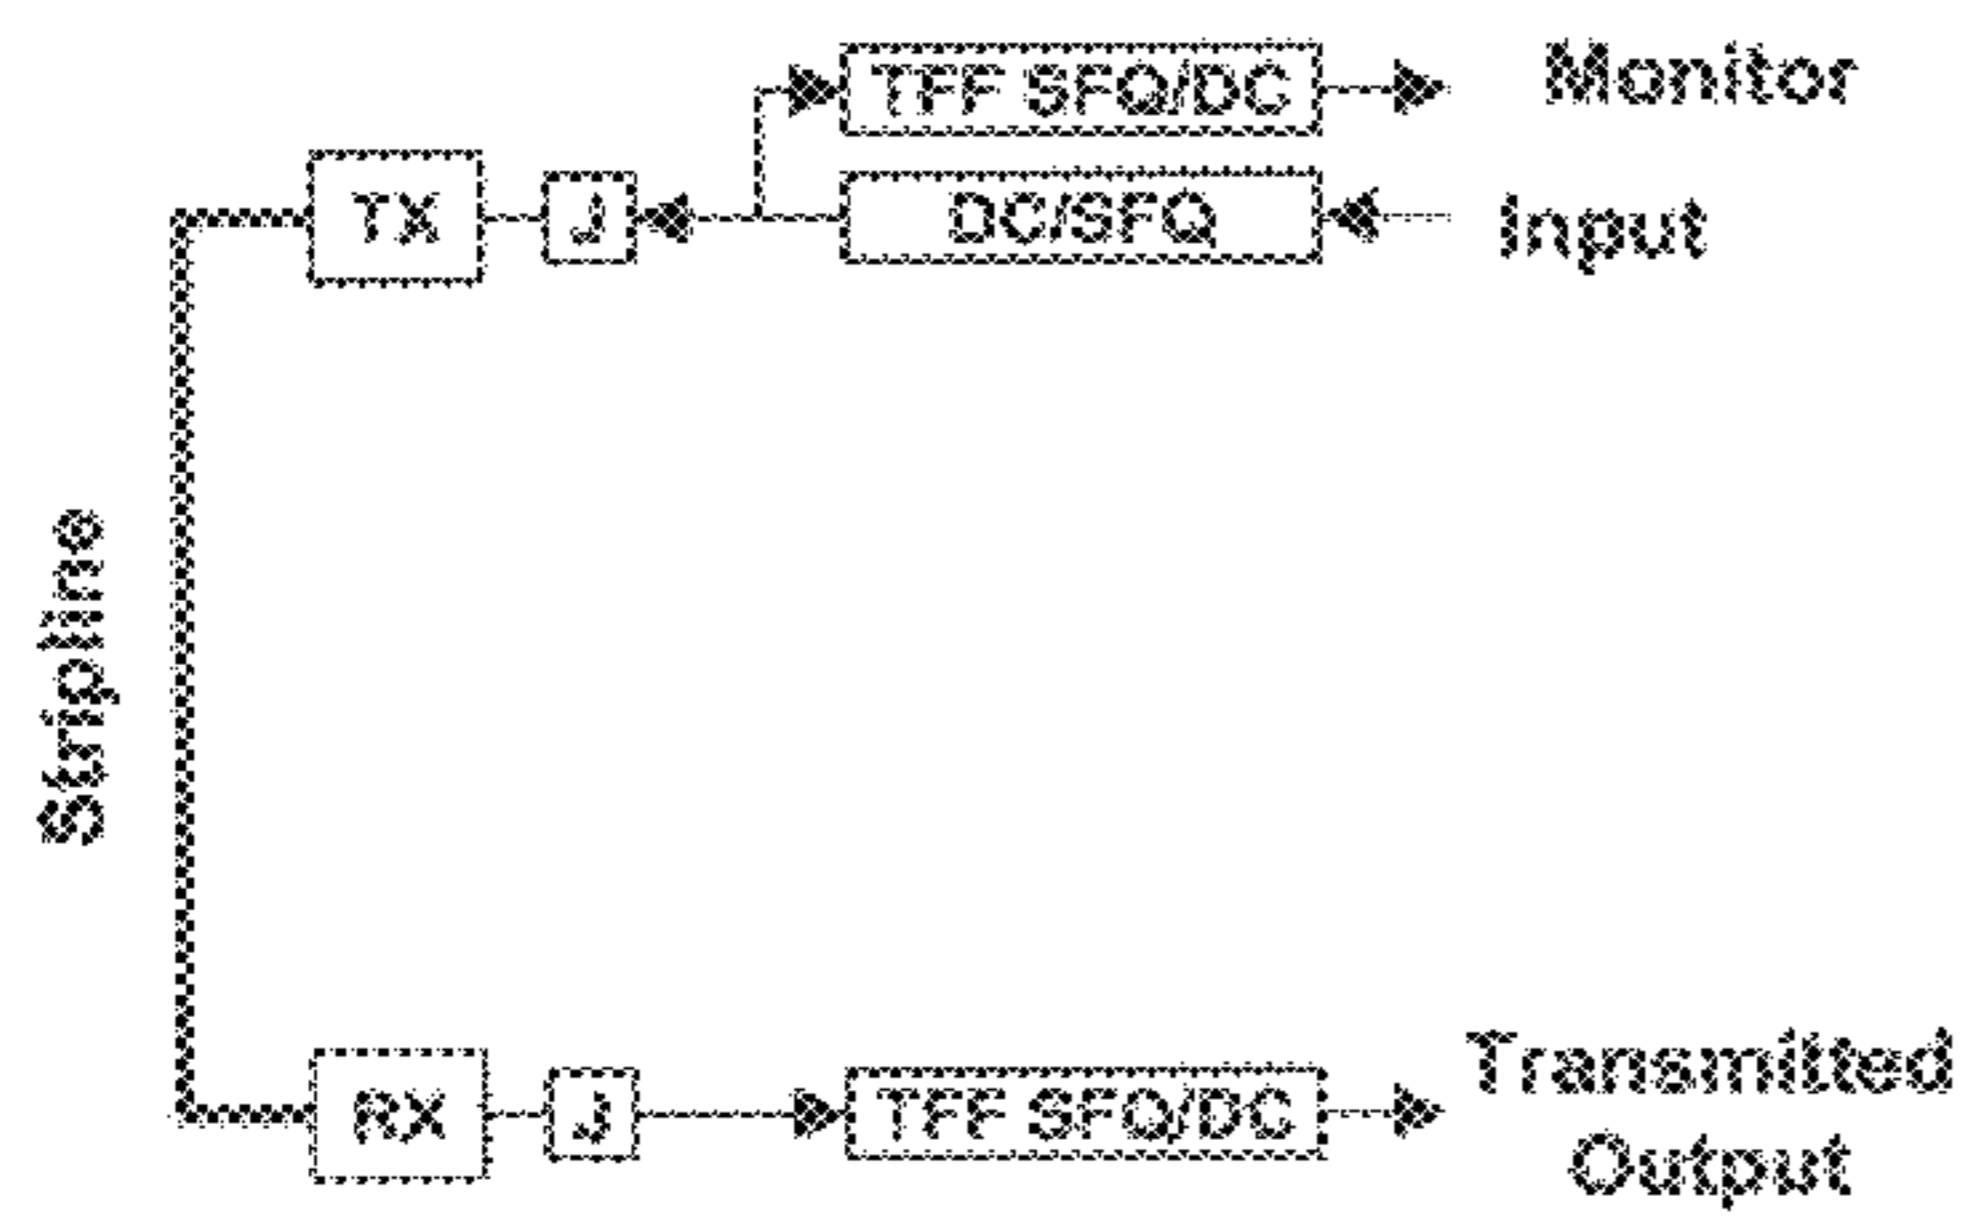 TFF SFQ/DC
Monitor
TX
J
DC/SFQ
Input
Stripline
RX
J
TFF SFQ/DC
Transmitted
Output